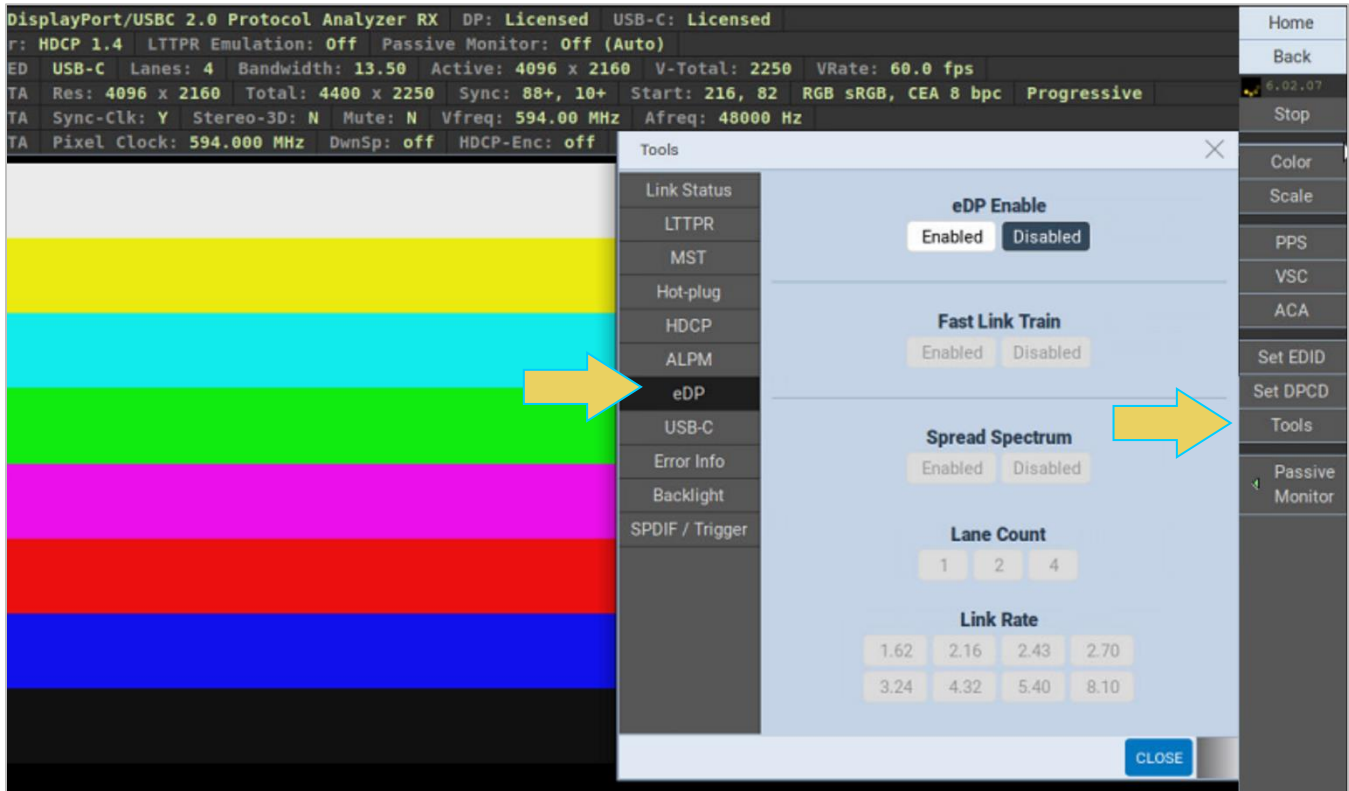 DisplayPort/USBC 2.0 Protocol Analyzer RX DP: Licensed USB-C: Licensed
r: HDCP 1.4 LTTPR Emulation: Off Passive Monitor: Off (Auto)
ED USB-C Lanes: 4 Bandwidth: 13.50 Active: 4096 x 2160 V-Total: 2250 VRate: 60.0 fps
TA Res: 4096 x 2160 Total: 4400 x 2250 Sync: 88+, 10+ Start: 216, 82 RGB sRGB, CEA 8 bpc Progressive
TA Sync-Clk: Y Stereo-3D: N Mute: N Vfreq: 594.00 MHz Afreq: 48000 Hz
TA Pixel Clock: 594.000 MHz DwnSp: off HDCP-Enc: off
Tools
Link Status
LTTPR
MST
Hot-plug
HDCP
ALPM
eDP
USB-C
Error Info
Backlight
SPDIF / Trigger
eDP Enable
Enabled Disabled
Fast Link Train
Enabled Disabled
Spread Spectrum
Enabled Disabled
Lane Count
1 2 4
Link Rate
1.62 2.16 2.43 2.70
3.24 4.32 5.40 8.10
CLOSE
Home
Back
6.02.07
Stop
Color
Scale
PPS
VSC
ACA
Set EDID
Set DPCD
Tools
Passive
Monitor